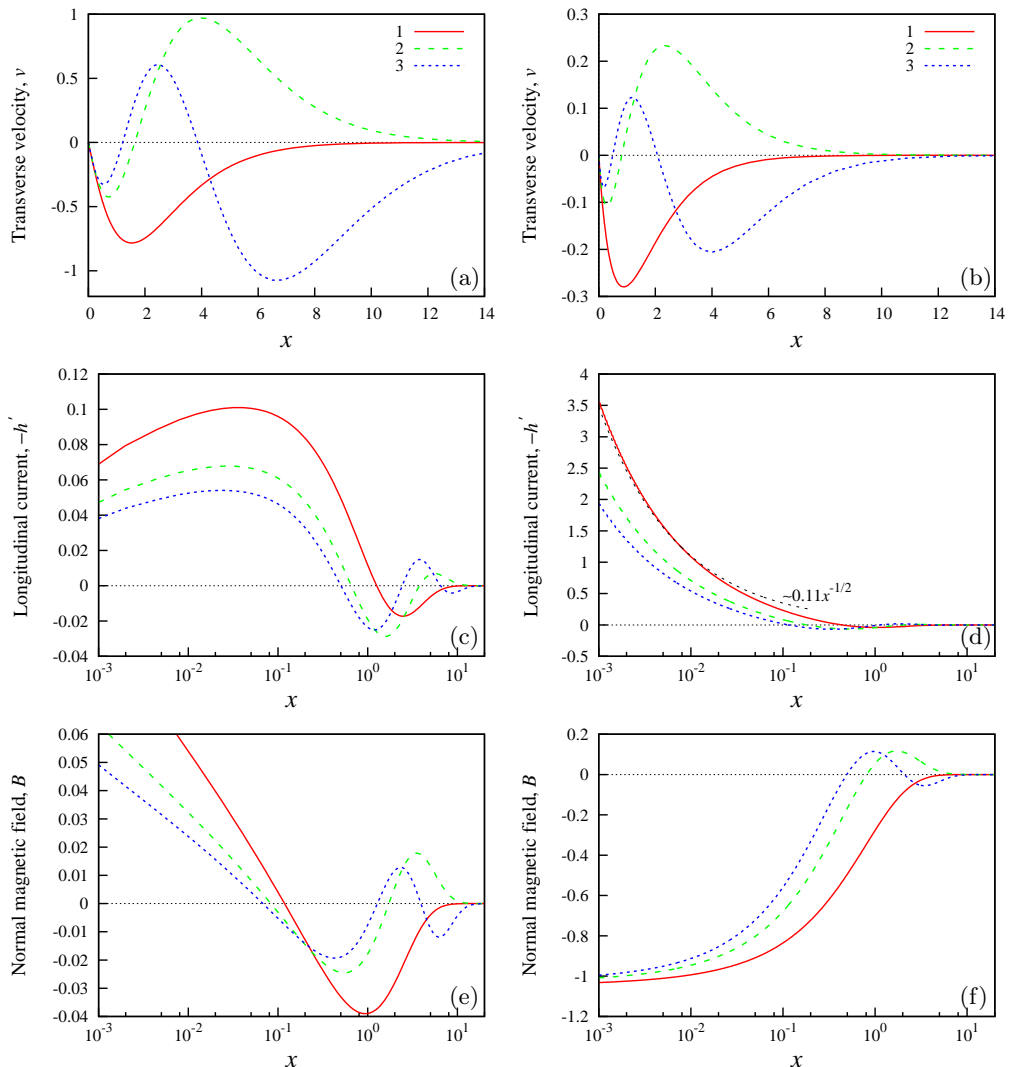 1
0.5
0
-0.5
-1
0 2 4 6 8 10 12 14
Transverse velocity, v
x
1
2
3
(a)
0.3
0.2
0.1
0
-0.1
-0.2
-0.3
0 2 4 6 8 10 12 14
Transverse velocity, v
x
1
2
3
(b)
0.12
0.1
0.08
0.06
0.04
0.02
0
-0.02
-0.04
10⁻³ 10⁻² 10⁻¹ 10⁰ 10¹
Longitudinal current, –h′
x
(c)
4
3.5
3
2.5
2
1.5
1
0.5
0
-0.5
10⁻³ 10⁻² 10⁻¹ 10⁰ 10¹
Longitudinal current, –h′
x
~0.11x⁻¹/²
(d)
0.06
0.05
0.04
0.03
0.02
0.01
0
-0.01
-0.02
-0.03
-0.04
10⁻³ 10⁻² 10⁻¹ 10⁰ 10¹
Normal magnetic field, B
x
(e)
0.2
0
-0.2
-0.4
-0.6
-0.8
-1
-1.2
10⁻³ 10⁻² 10⁻¹ 10⁰ 10¹
Normal magnetic field, B
x
(f)